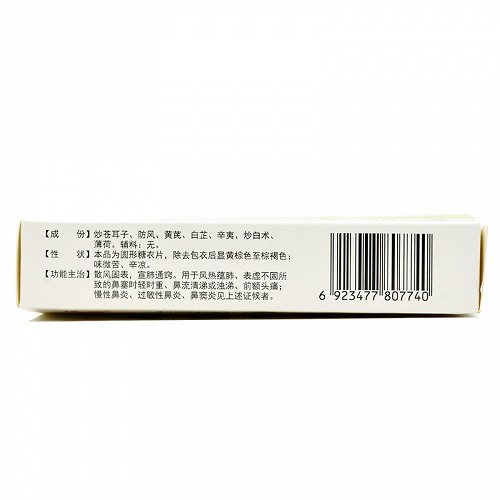 【成　份】炒苍耳子、防风、黄芪、白芷、辛夷、炒白术、
薄荷。辅料：无。
【性　状】本品为圆形糖衣片，除去包衣后显黄棕色至棕褐色；
味微苦、辛凉。
【功能主治】散风固表，宣肺通窍。用于风热蕴肺、表虚不固所
致的鼻塞时轻时重、鼻流清涕或浊涕、前额头痛；
慢性鼻炎、过敏性鼻炎、鼻窦炎见上述证候者。
6 923477 807740